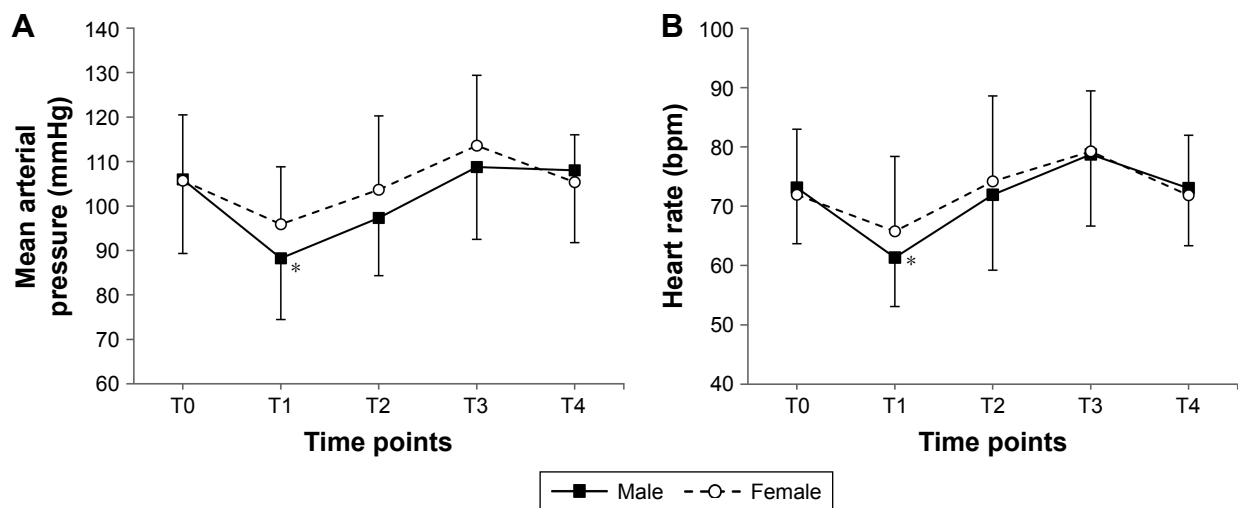 A
Mean arterial
pressure (mmHg)
140
130
120
110
100
90
80
70
60
*
T0 T1 T2 T3 T4
Time points
B
Heart rate (bpm)
100
90
80
70
60
50
40
*
T0 T1 T2 T3 T4
Time points
Male Female